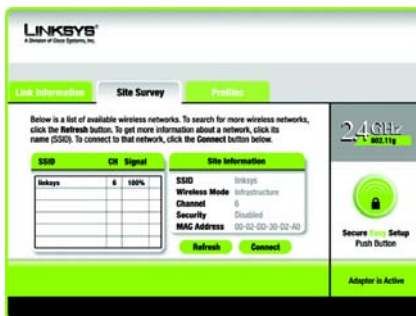 LINKSYS®
A Division of Cisco Systems, Inc.
Link Information Site Survey Profiles
Below is a list of available wireless networks. To search for more wireless networks,
click the Refresh button. To get more information about a network, click its
name (SSID). To connect to that network, click the Connect button below.
SSID CH Signal
linksys 6 100%
Site Information
SSID linksys
Wireless Mode Infrastructure
Channel 6
Security Disabled
MAC Address 00-02-DD-30-D2-A0
Refresh Connect
2.4GHz
802.11g
Secure Easy Setup
Push Button
Adapter is Active